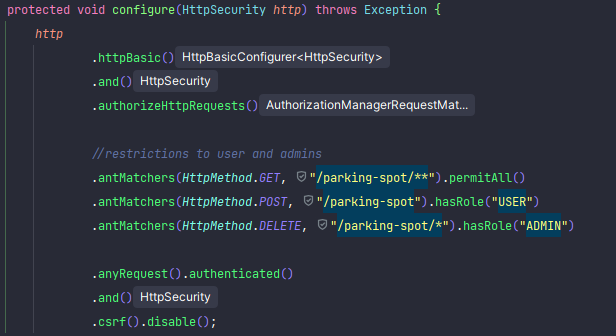 protected void configure(HttpSecurity http) throws Exception {
http
.httpBasic() HttpBasicConfigurer<HttpSecurity>
.and() HttpSecurity
.authorizeHttpRequests() AuthorizationManagerRequestMat...
//restrictions to user and admins
.antMatchers(HttpMethod.GET, "/parking-spot/**").permitAll()
.antMatchers(HttpMethod.POST, "/parking-spot").hasRole("USER")
.antMatchers(HttpMethod.DELETE, "/parking-spot/*").hasRole("ADMIN")
.anyRequest().authenticated()
.and() HttpSecurity
.csrf().disable();